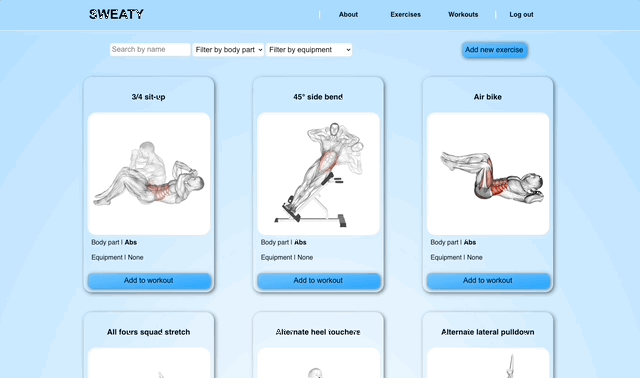 SWEATY
About
Exercises
Workouts
Log out
Search by name
Filter by body part
Filter by equipment
Add new exercise
3/4 sit-up
45° side bend
Air bike
Body part | Abs
Body part | Abs
Body part | Abs
Equipment | None
Equipment | None
Equipment | None
Add to workout
Add to workout
Add to workout
All fours squad stretch
Alternate heel touchers
Alternate lateral pulldown